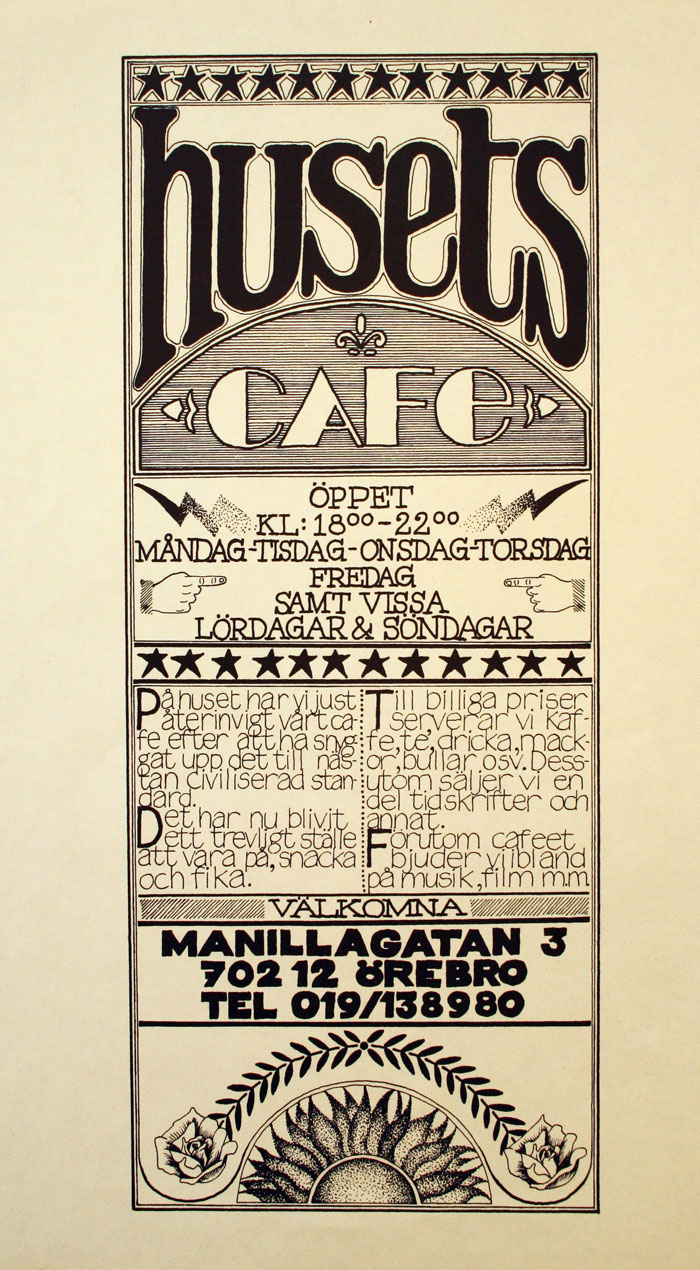 husets
CAFE
ÖPPET
KL: 18⁰⁰-22⁰⁰
MÅNDAG-TISDAG-ONSDAG-TORSDAG
FREDAG
SAMT VISSA
LÖRDAGAR & SÖNDAGAR
På huset har vi just
återinvigt vårt ca-
fe efter att ha snyg-
gat upp det till näs-
tan civiliserad stan-
dard.
Det har nu blivit
Dett trevligt ställe
att vara på, snacka
och fika.
Till billiga priser
serverar vi kaf-
fe, te, dricka, mack-
or, bullar osv. Dess-
utom säljer vi en
del tidskrifter och
annat.
Förutom cafeet
bjuder vi ibland
på musik, film m.m.
VÄLKOMNA
MANILLAGATAN 3
702 12 ÖREBRO
TEL 019/138980